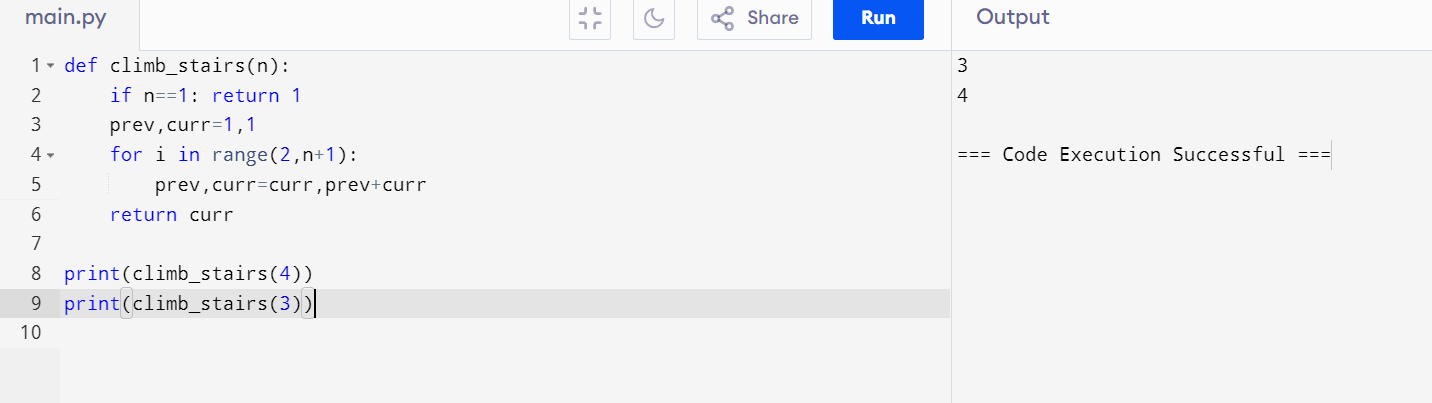 main.py
Share
Run
Output
1 def climb_stairs(n):
2     if n==1: return 1
3     prev,curr=1,1
4     for i in range(2,n+1):
5         prev,curr=curr,prev+curr
6     return curr
7
8 print(climb_stairs(4))
9 print(climb_stairs(3))
10
3
4
=== Code Execution Successful ===